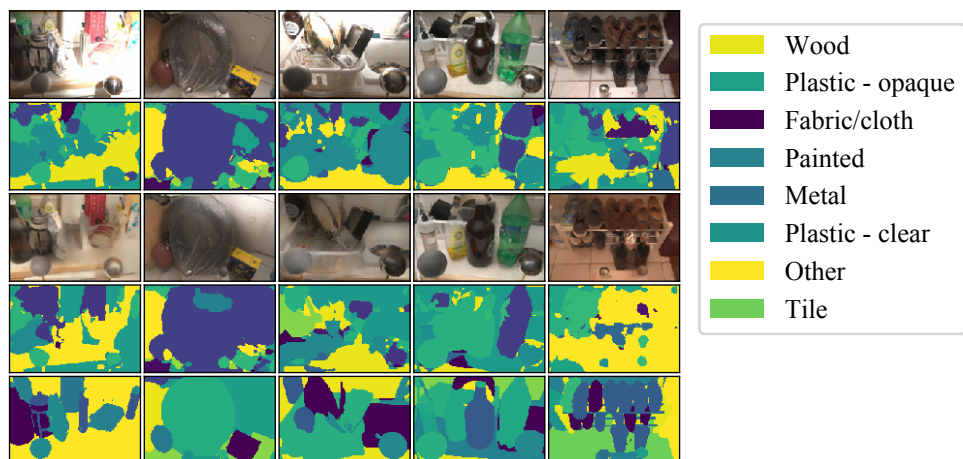 Wood
Plastic - opaque
Fabric/cloth
Painted
Metal
Plastic - clear
Other
Tile